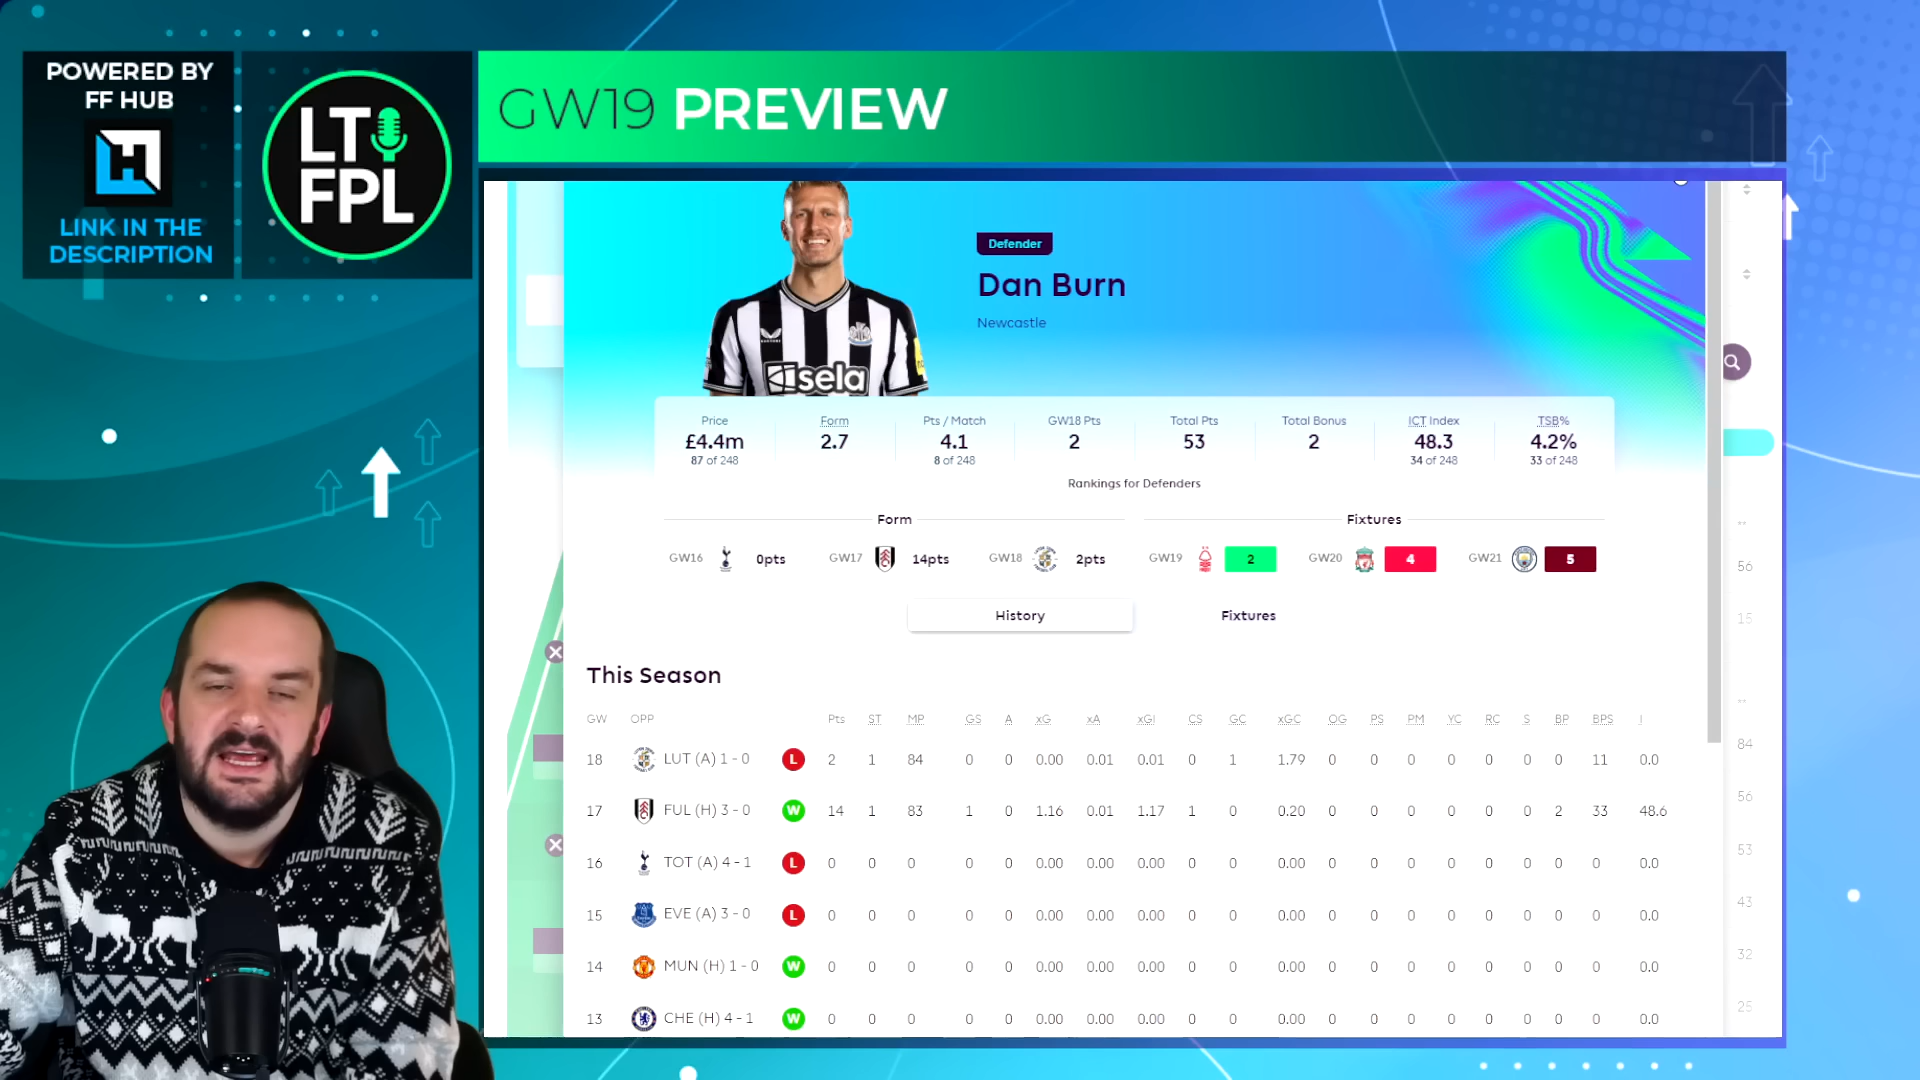 POWERED BY
FF HUB
LINK IN THE
DESCRIPTION
LT
FPL
GW19 PREVIEW
sela
Defender
Dan Burn
Newcastle
Price Form Pts / Match GW18 Pts Total Pts Total Bonus ICT Index TSB%
£4.4m 2.7 4.1 2 53 2 48.3 4.2%
87 of 248 8 of 248 34 of 248 33 of 248
Rankings for Defenders
Form Fixtures
GW16 0pts GW17 14pts GW18 2pts GW19 2 GW20 4 GW21 5
History Fixtures
This Season
GW OPP Pts ST MP GS A xG xA xGI CS GC xGC OG PS PM YC RC S BP BPS I
18 LUT (A) 1 - 0 L 2 1 84 0 0 0.00 0.01 0.01 0 1 1.79 0 0 0 0 0 0 0 11 0.0
17 FUL (H) 3 - 0 W 14 1 83 1 0 1.16 0.01 1.17 1 0 0.20 0 0 0 0 0 0 2 33 48.6
16 TOT (A) 4 - 1 L 0 0 0 0 0 0.00 0.00 0.00 0 0 0.00 0 0 0 0 0 0 0 0 0.0
15 EVE (A) 3 - 0 L 0 0 0 0 0 0.00 0.00 0.00 0 0 0.00 0 0 0 0 0 0 0 0 0.0
14 MUN (H) 1 - 0 W 0 0 0 0 0 0.00 0.00 0.00 0 0 0.00 0 0 0 0 0 0 0 0 0.0
13 CHE (H) 4 - 1 W 0 0 0 0 0 0.00 0.00 0.00 0 0 0.00 0 0 0 0 0 0 0 0 0.0
56
15
84
56
53
43
32
25